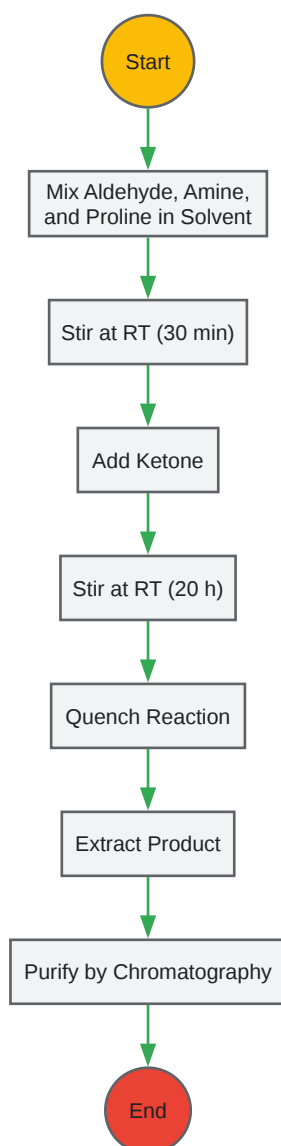 Start
Mix Aldehyde, Amine,
and Proline in Solvent
Stir at RT (30 min)
Add Ketone
Stir at RT (20 h)
Quench Reaction
Extract Product
Purify by Chromatography
End